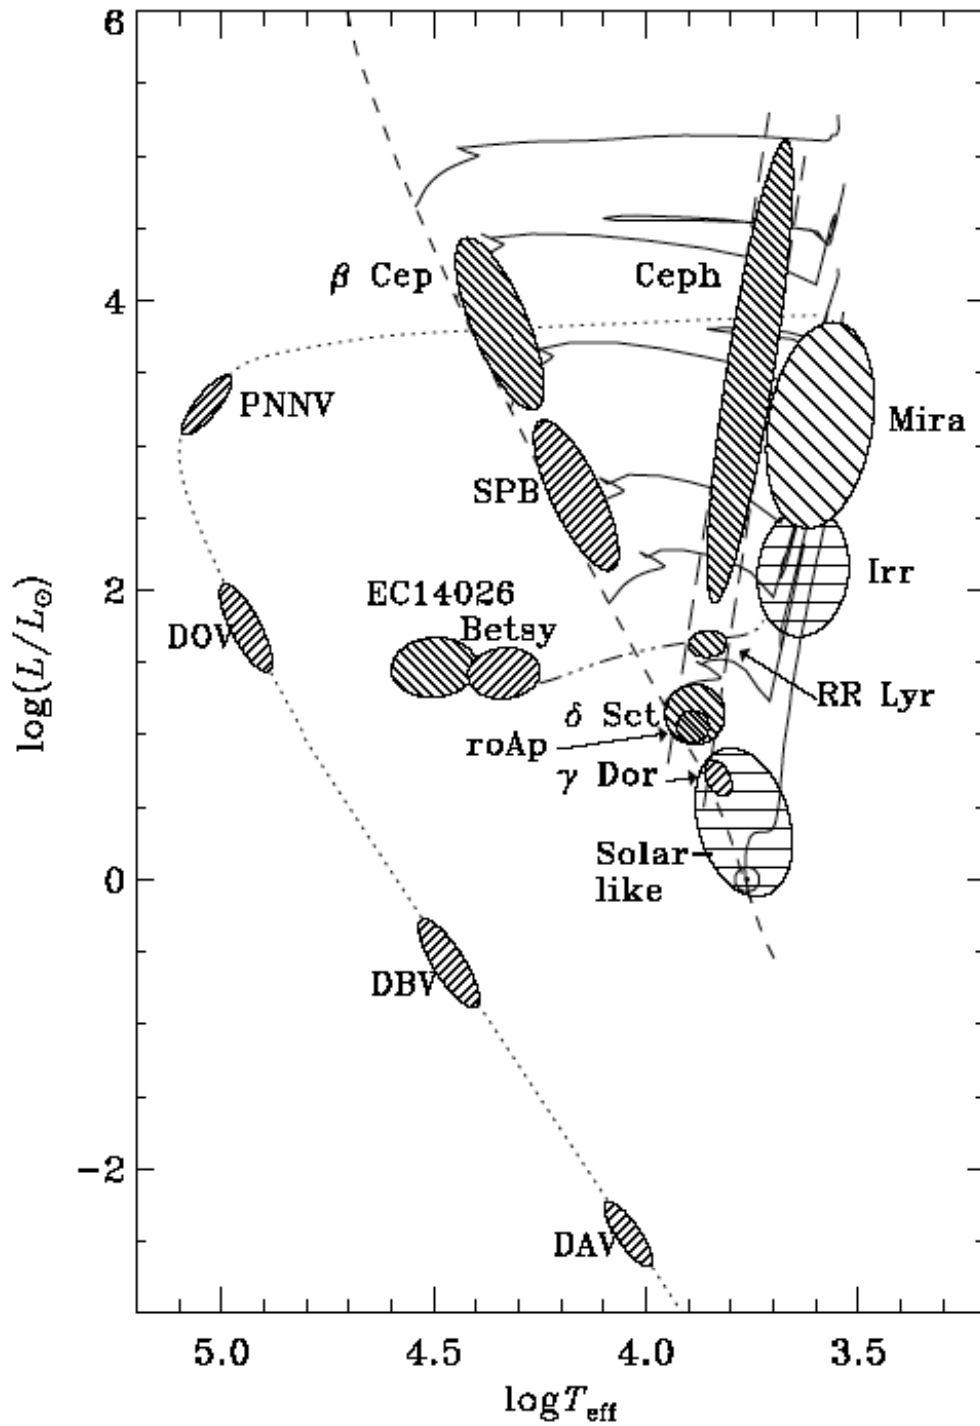 6
β Cep
Ceph
4
PNNV
Mira
SPB
Irr
2
EC14026
Betsy
DOV
RR Lyr
δ Sct
roAp
γ Dor
Solar
like
0
DBV
-2
DAV
log(L/L☉)
5.0 4.5 4.0 3.5
log T_eff